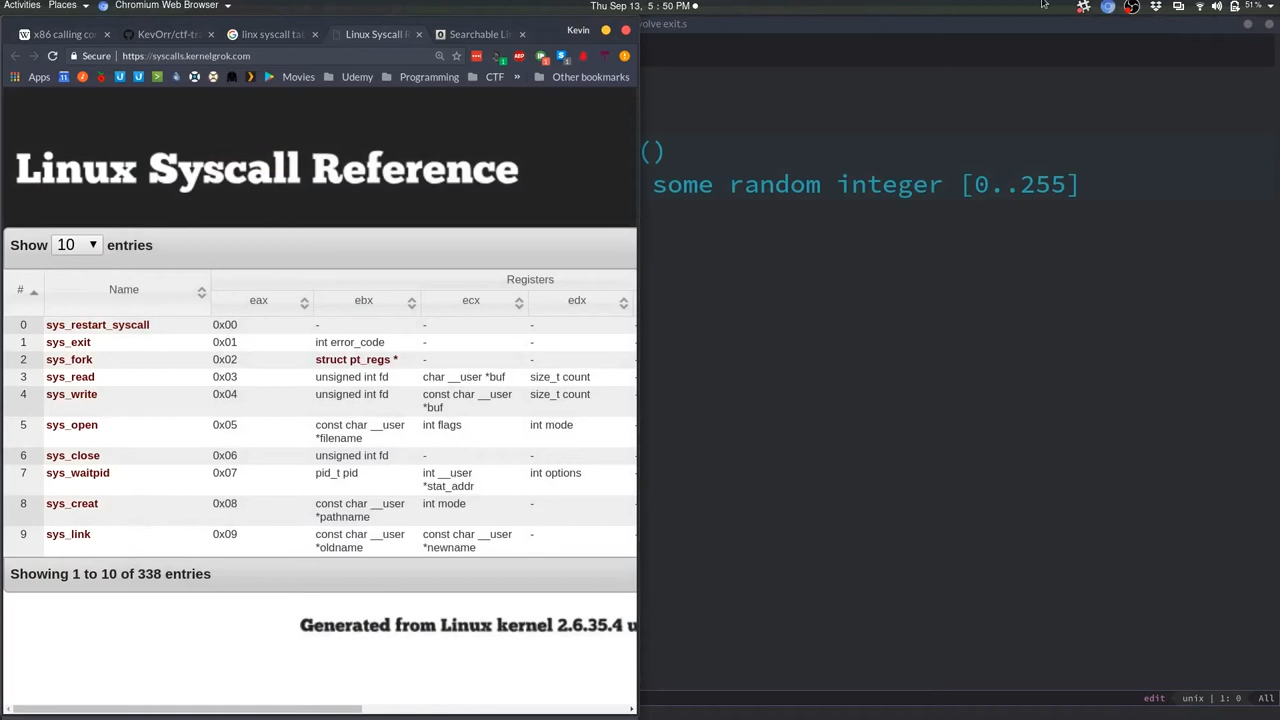 Activities Places Chromium Web Browser Thu Sep 13, 5 : 50 PM 51%
x86 calling co KevOrr/ctf-tra linx syscall tab Linux Syscall R Searchable Li Kevin
volve exit.s
Secure https://syscalls.kernelgrok.com
Apps Movies Udemy Programming CTF » Other bookmarks
Linux Syscall Reference
()
some random integer [0..255]
Show 10 entries
# Name Registers
eax ebx ecx edx
0 sys_restart_syscall 0x00 - - - -
1 sys_exit 0x01 int error_code - - -
2 sys_fork 0x02 struct pt_regs * - - -
3 sys_read 0x03 unsigned int fd char __user *buf size_t count -
4 sys_write 0x04 unsigned int fd const char __user size_t count -
*buf
5 sys_open 0x05 const char __user int flags int mode -
*filename
6 sys_close 0x06 unsigned int fd - - -
7 sys_waitpid 0x07 pid_t pid int __user int options -
*stat_addr
8 sys_creat 0x08 const char __user int mode - -
*pathname
9 sys_link 0x09 const char __user const char __user - -
*oldname *newname
Showing 1 to 10 of 338 entries
Generated from Linux kernel 2.6.35.4 u
edit unix | 1: 0 All